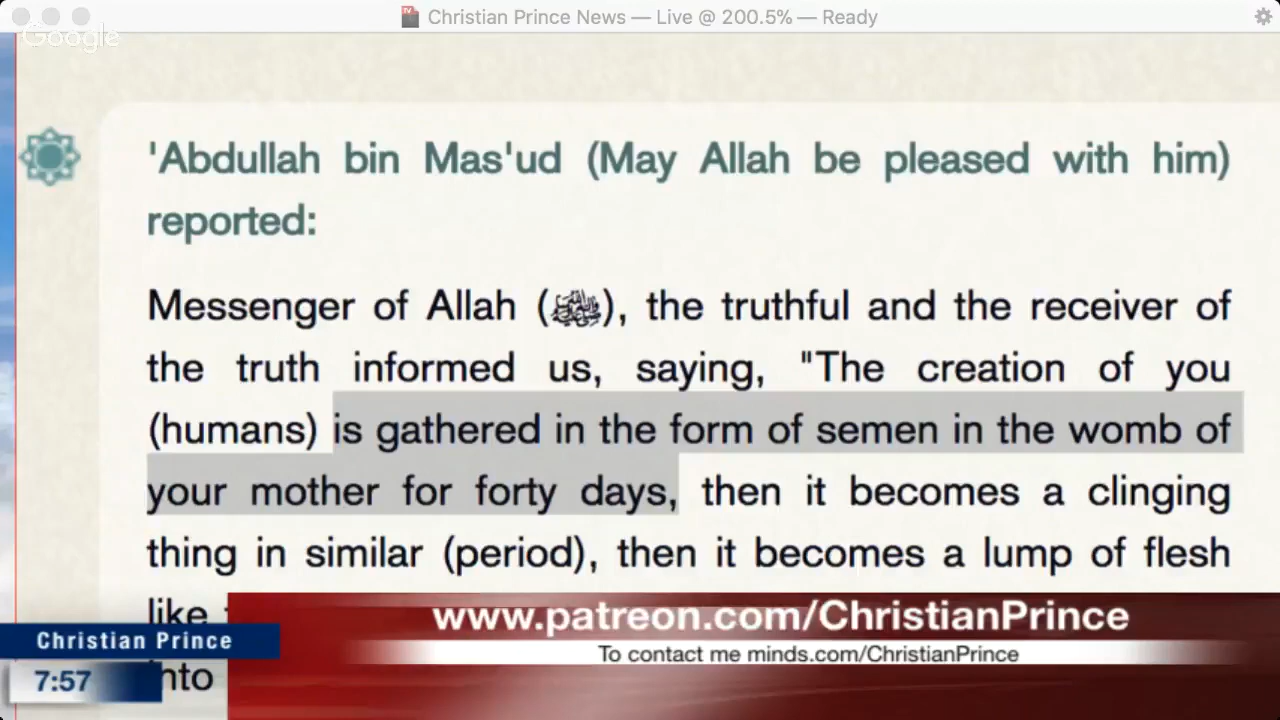 Christian Prince News — Live @ 200.5% — Ready
TV
Google
'Abdullah bin Mas'ud (May Allah be pleased with him)
reported:
Messenger of Allah (ﷺ), the truthful and the receiver of
the truth informed us, saying, "The creation of you
(humans) is gathered in the form of semen in the womb of
your mother for forty days, then it becomes a clinging
thing in similar (period), then it becomes a lump of flesh
like
into
www.patreon.com/ChristianPrince
Christian Prince
To contact me minds.com/ChristianPrince
7:57